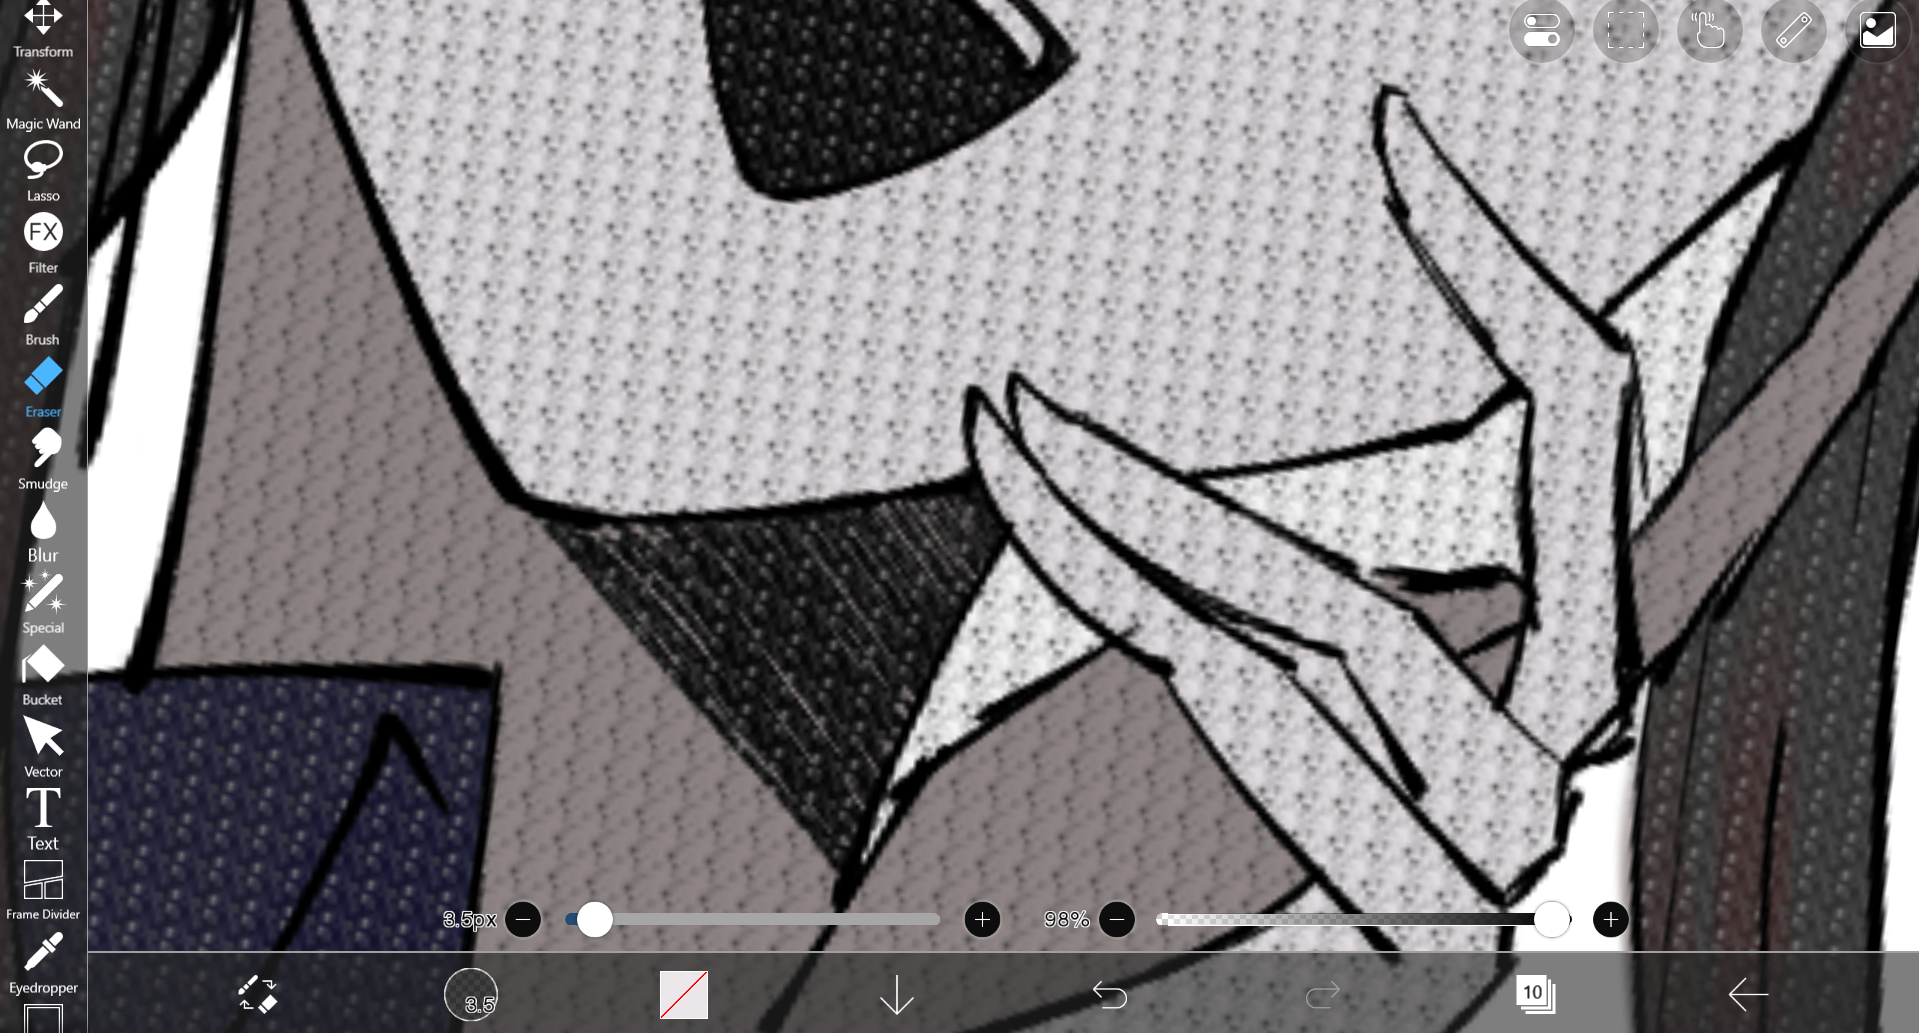 Transform
Magic Wand
Lasso
FX
Filter
Brush
Eraser
Smudge
Blur
Special
Bucket
Vector
T
Text
Frame Divider
Eyedropper
3.5px
98%
3.5
10